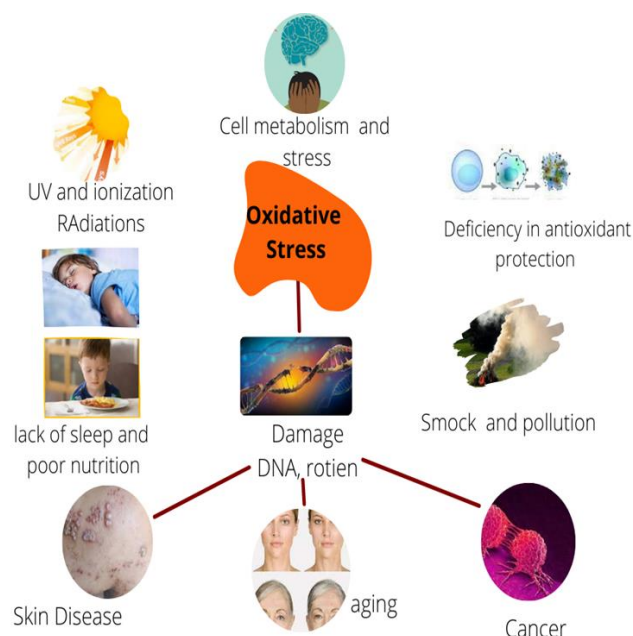 Cell metabolism and
stress
UV and ionization
RAdiations
Oxidative
Stress
Deficiency in antioxidant
protection
lack of sleep and
poor nutrition
Damage
DNA, rotien
Smock and pollution
Skin Disease
aging
Cancer